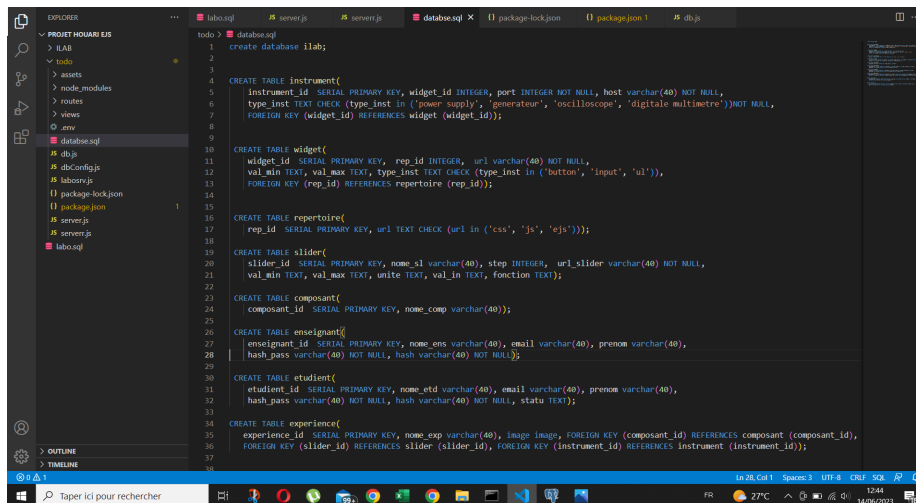 EXPLORER
PROJET HOUARI EJS
ILAB
todo
assets
node_modules
routes
views
.env
databse.sql
JS db.js
JS dbConfig.js
JS labosrv.js
{} package-lock.json
{} package.json 1
JS server.js
JS serverr.js
labo.sql
OUTLINE
TIMELINE
labo.sql JS server.js JS serverr.js databse.sql {} package-lock.json {} package.json 1 JS db.js
todo > databse.sql
1 create database ilab;
2
3
4 CREATE TABLE instrument(
5 instrument_id SERIAL PRIMARY KEY, widget_id INTEGER, port INTEGER NOT NULL, host varchar(40) NOT NULL,
6 type_inst TEXT CHECK (type_inst in ('power supply', 'generateur', 'oscilloscope', 'digitale multimetre'))NOT NULL,
7 FOREIGN KEY (widget_id) REFERENCES widget (widget_id));
8
9
10 CREATE TABLE widget(
11 widget_id SERIAL PRIMARY KEY, rep_id INTEGER, url varchar(40) NOT NULL,
12 val_min TEXT, val_max TEXT, type_inst TEXT CHECK (type_inst in ('button', 'input', 'ul')),
13 FOREIGN KEY (rep_id) REFERENCES repertoire (rep_id));
14
15
16 CREATE TABLE repertoire(
17 rep_id SERIAL PRIMARY KEY, url TEXT CHECK (url in ('css', 'js', 'ejs')));
18
19 CREATE TABLE slider(
20 slider_id SERIAL PRIMARY KEY, nome_sl varchar(40), step INTEGER, url_slider varchar(40) NOT NULL,
21 val_min TEXT, val_max TEXT, unite TEXT, val_in TEXT, fonction TEXT);
22
23 CREATE TABLE composant(
24 composant_id SERIAL PRIMARY KEY, nome_comp varchar(40));
25
26 CREATE TABLE enseignant(
27 enseignant_id SERIAL PRIMARY KEY, nome_ens varchar(40), email varchar(40), prenom varchar(40),
28 hash_pass varchar(40) NOT NULL, hash varchar(40) NOT NULL);
29
30 CREATE TABLE etudient(
31 etudient_id SERIAL PRIMARY KEY, nome_etd varchar(40), email varchar(40), prenom varchar(40),
32 hash_pass varchar(40) NOT NULL, hash varchar(40) NOT NULL, statu TEXT);
33
34 CREATE TABLE experience(
35 experience_id SERIAL PRIMARY KEY, nome_exp varchar(40), image image, FOREIGN KEY (composant_id) REFERENCES composant (composant_id),
36 FOREIGN KEY (slider_id) REFERENCES slider (slider_id), FOREIGN KEY (instrument_id) REFERENCES instrument (instrument_id));
37
38
0 1 Ln 28, Col 1 Spaces: 3 UTF-8 CRLF SQL
Taper ici pour rechercher 99+ FR 27°C 12:44
14/06/2023